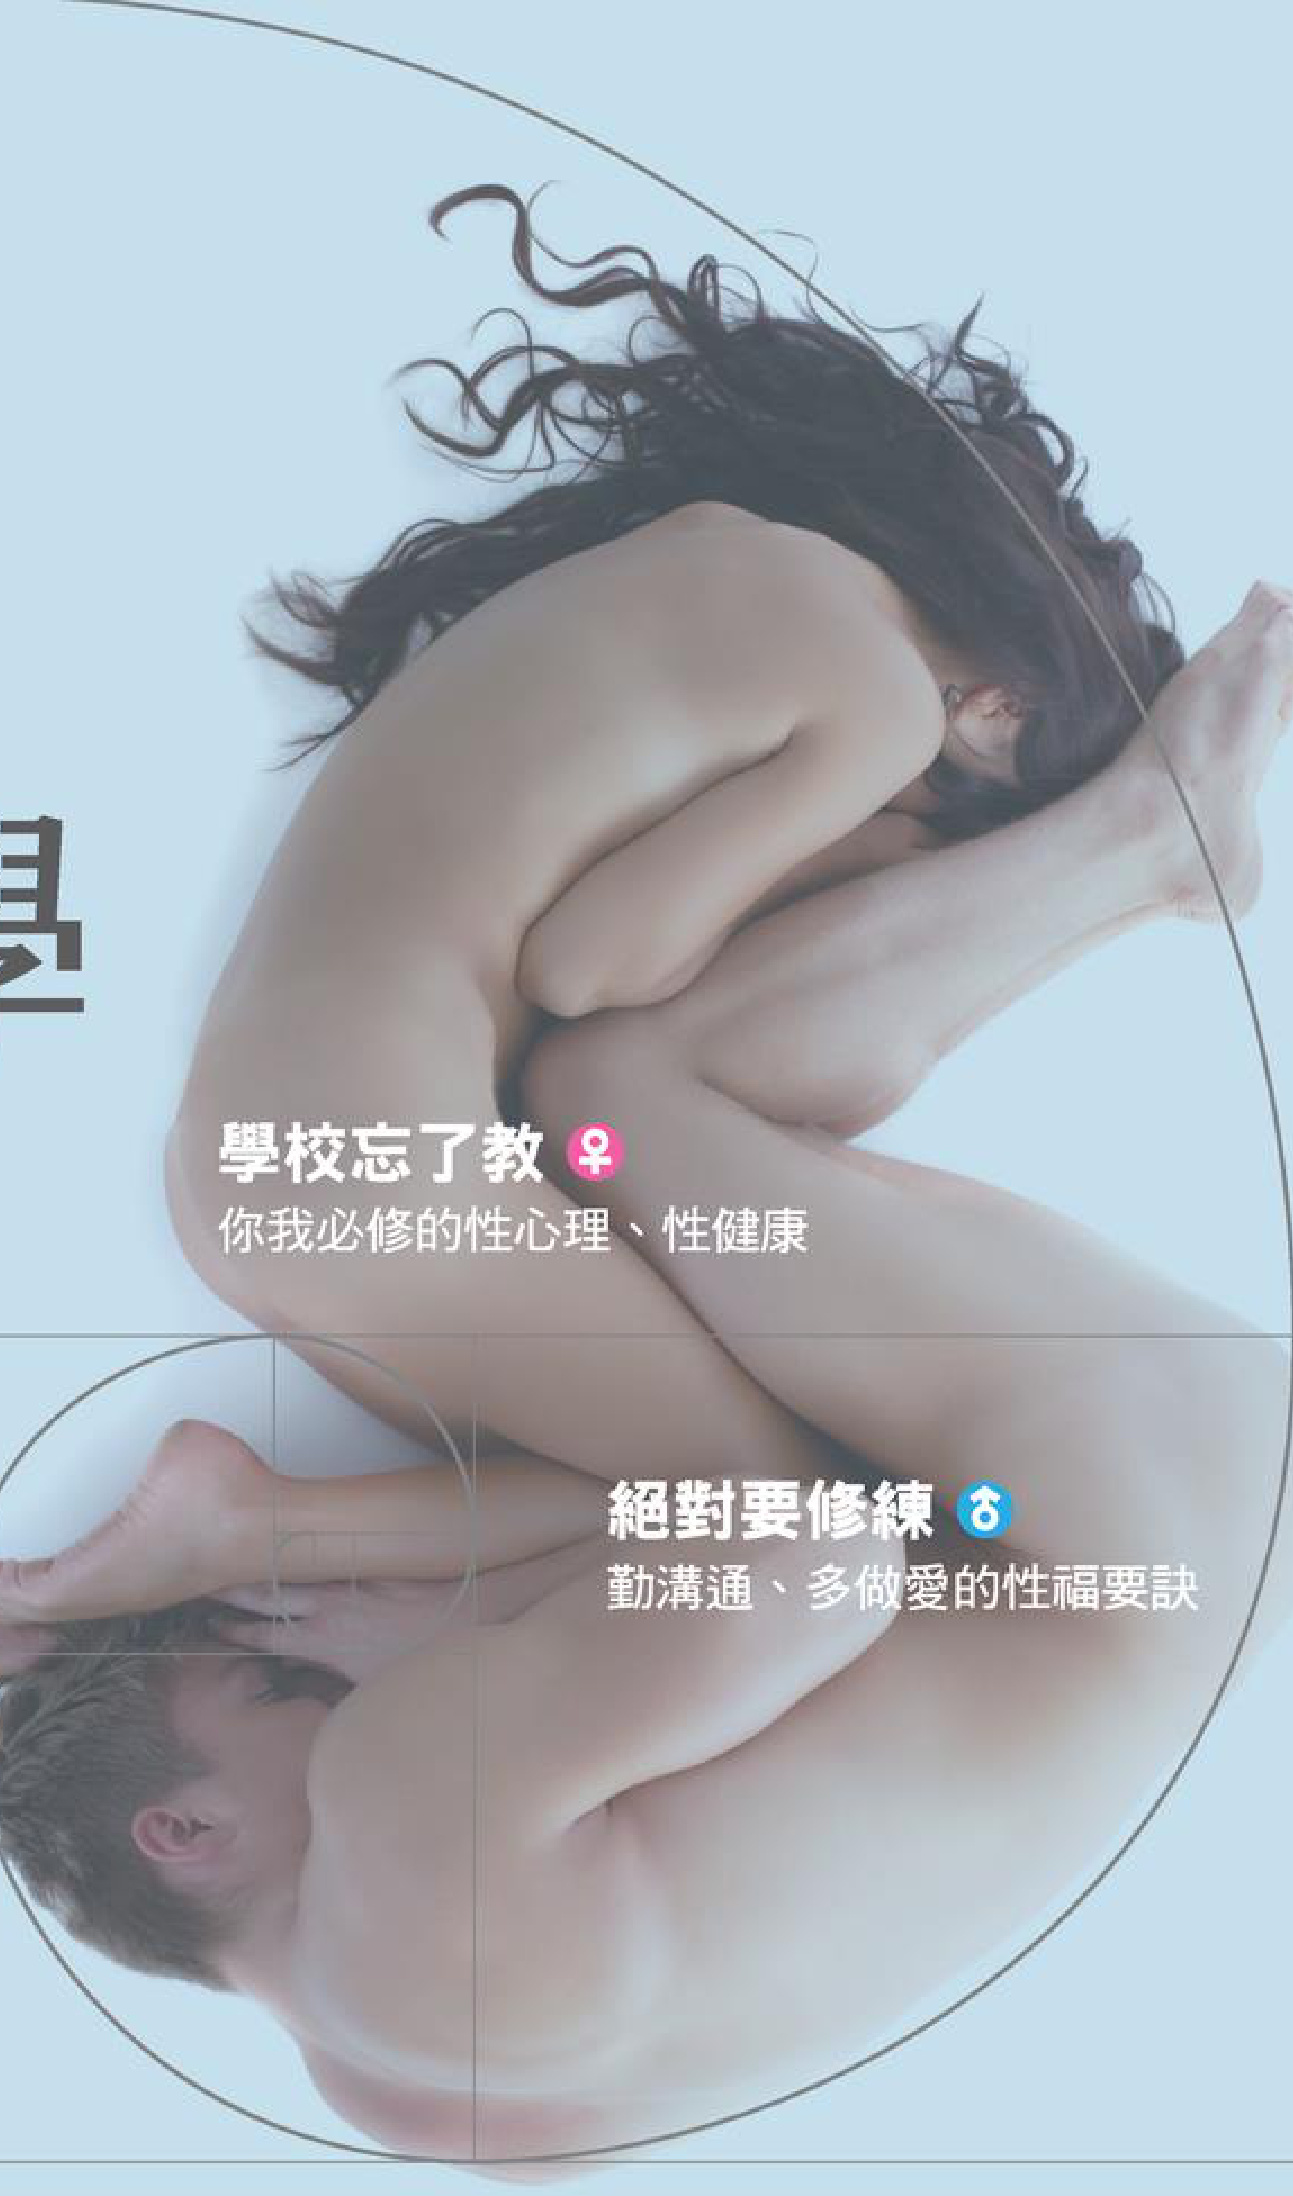 學
學校忘了教
你我必修的性心理、性健康
絕對要修練
勤溝通、多做愛的性福要訣